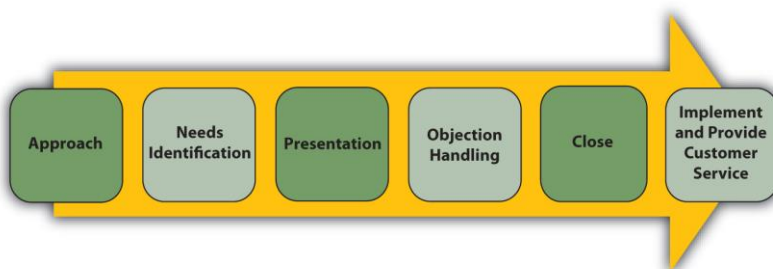 Approach
Needs
Identification
Presentation
Objection
Handling
Close
Implement
and Provide
Customer
Service